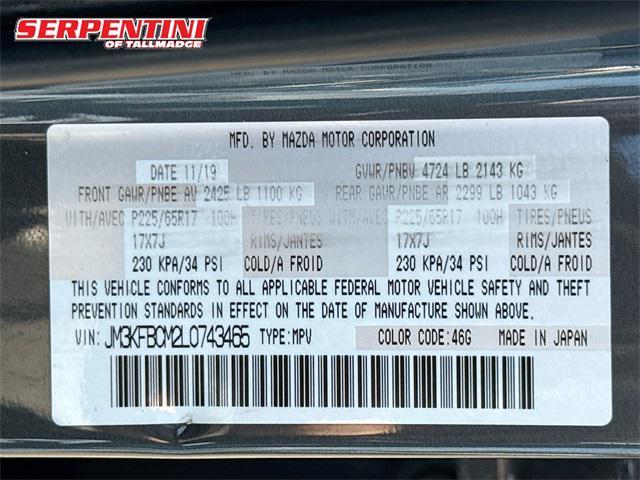 SERPENTINI
OF TALLMADGE
MFD. BY MAZDA MOTOR CORPORATION
DATE 11/19 GVWR/PNBV 4724 LB 2143 KG
FRONT GAWR/PNBE AV 2425 LB 1100 KG REAR GAWR/PNBE AR 2299 LB 1043 KG
WITH/AVEC P225/65R17 100H TIRES/PNEUS WITH/AVEC P225/65R17 100H TIRES/PNEUS
17X7J RIMS/JANTES 17X7J RIMS/JANTES
230 KPA/34 PSI COLD/A FROID 230 KPA/34 PSI COLD/A FROID
THIS VEHICLE CONFORMS TO ALL APPLICABLE FEDERAL MOTOR VEHICLE SAFETY AND THEFT
PREVENTION STANDARDS IN EFFECT ON THE DATE OF MANUFACTURE SHOWN ABOVE.
VIN: JM3KFBCM2L0743465 TYPE:MPV COLOR CODE:46G MADE IN JAPAN